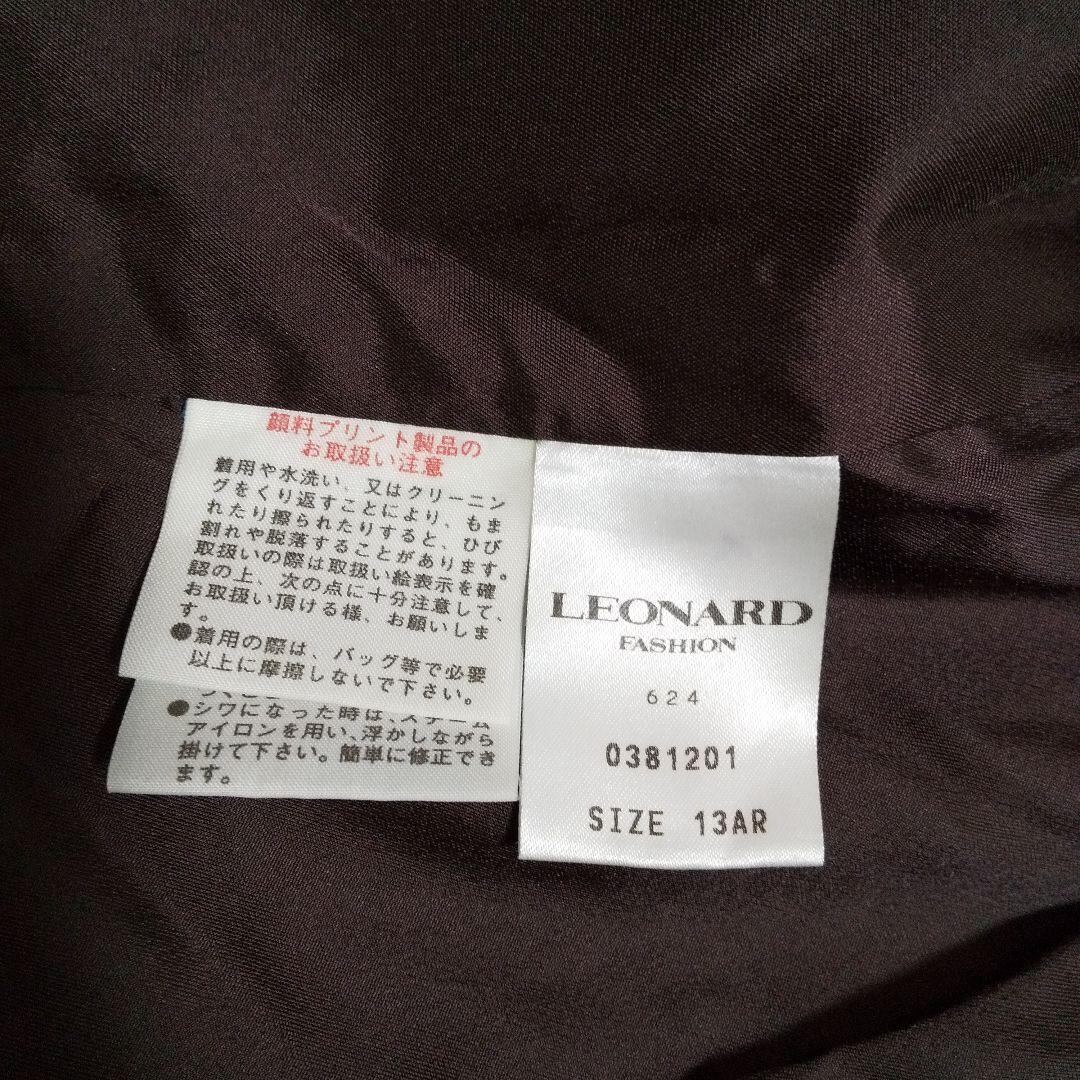 顔料プリント製品の
お取扱い注意
着用や水洗い、又はクリーニン
グをくり返すことにより、もま
れたり擦られたりすると、ひび
割れや脱落することがあります。
取扱いの際は取扱い絵表示を確
認の上、次の点に十分注意して、
お取扱い頂ける様、お願いしま
す。
●着用の際は、バッグ等で必要
以上に摩擦しないで下さい。
●シワになった時は、スチーム
アイロンを用い、浮かしながら
掛けて下さい。簡単に修正でき
ます。
LEONARD
FASHION
624
0381201
SIZE 13AR